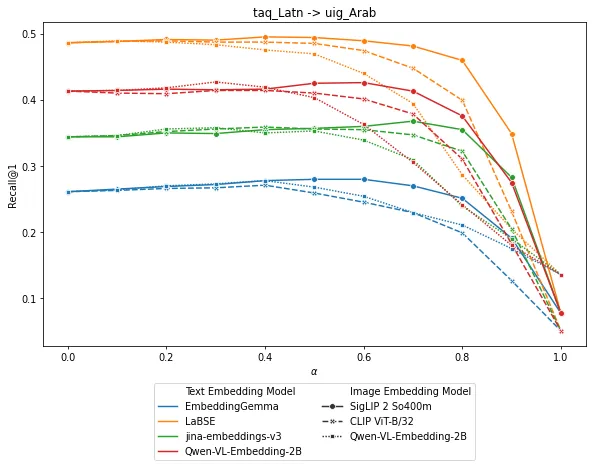 taq_Latn -> uig_Arab
Recall@1
0.5
0.4
0.3
0.2
0.1
0.0 0.2 0.4 0.6 0.8 1.0
α
Text Embedding Model Image Embedding Model
EmbeddingGemma SigLIP 2 So400m
LaBSE CLIP ViT-B/32
jina-embeddings-v3 Qwen-VL-Embedding-2B
Qwen-VL-Embedding-2B